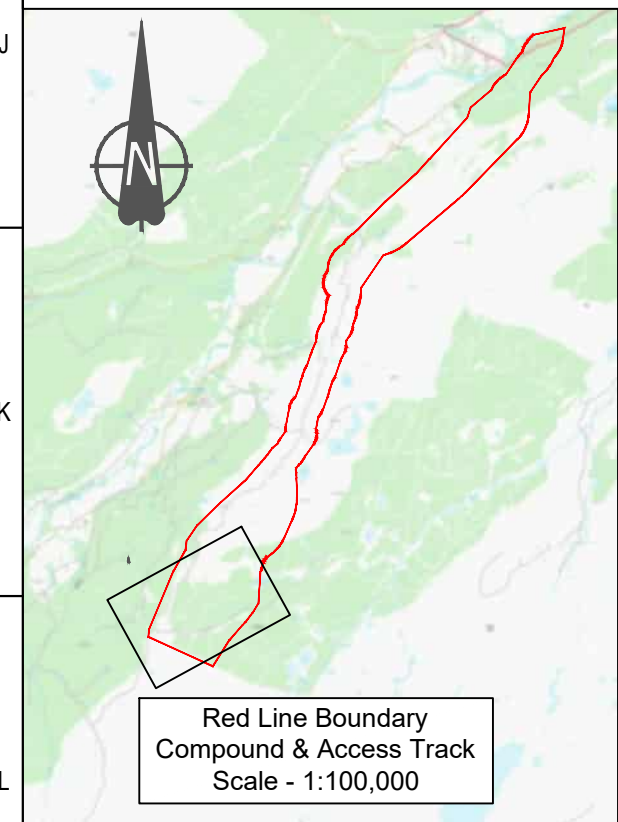 J
N
K
Red Line Boundary
Compound & Access Track
Scale - 1:100,000
L